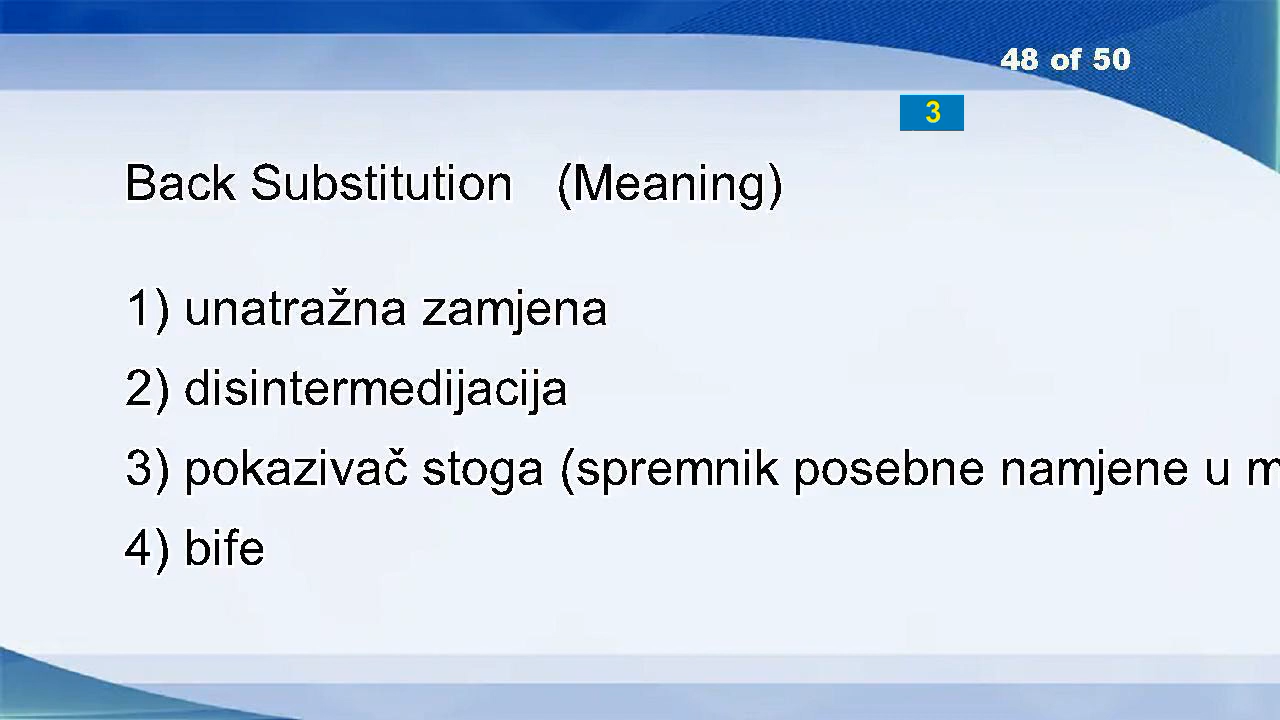 48 of 50
3
Back Substitution (Meaning)
1) unatražna zamjena
2) disintermedijacija
3) pokazivač stoga (spremnik posebne namjene u
4) bife